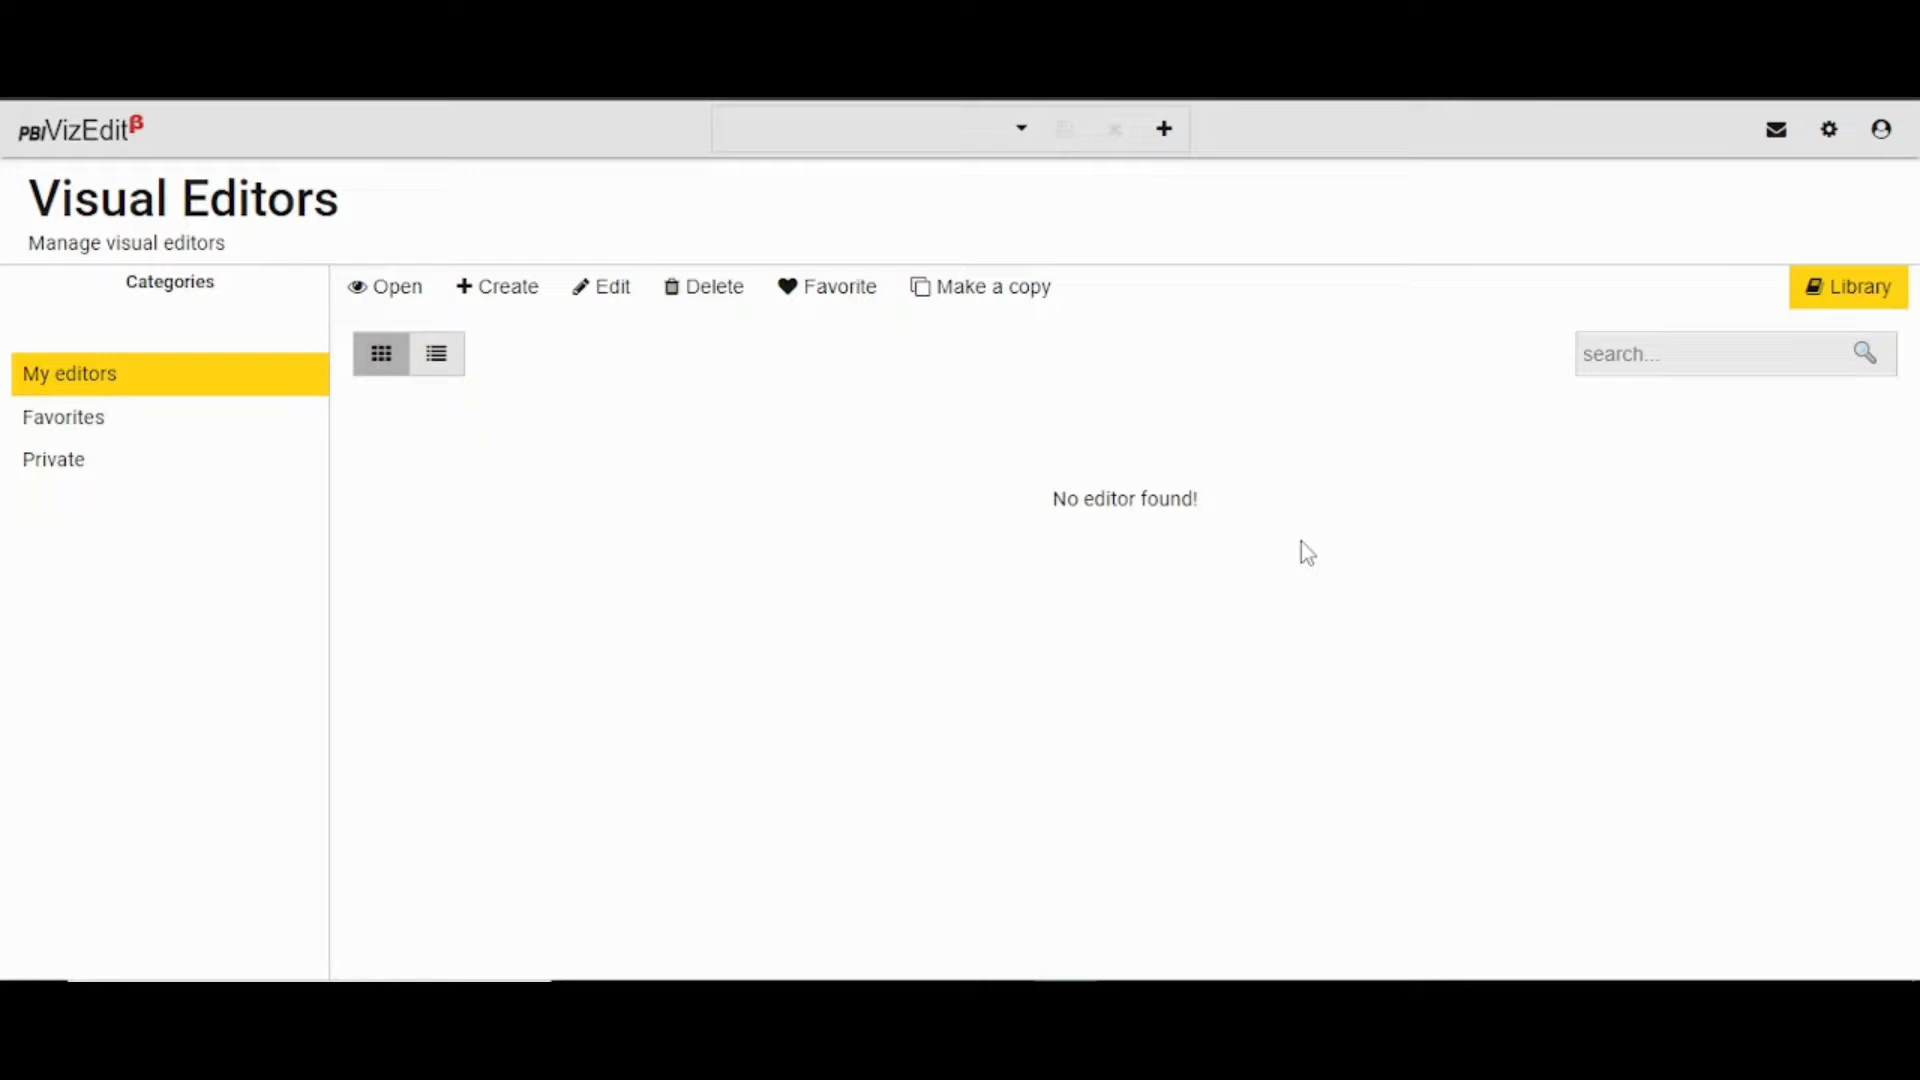 PBIVizEditβ
Visual Editors
Manage visual editors
Categories
Open Create Edit Delete Favorite Make a copy Library
search...
My editors
Favorites
Private
No editor found!